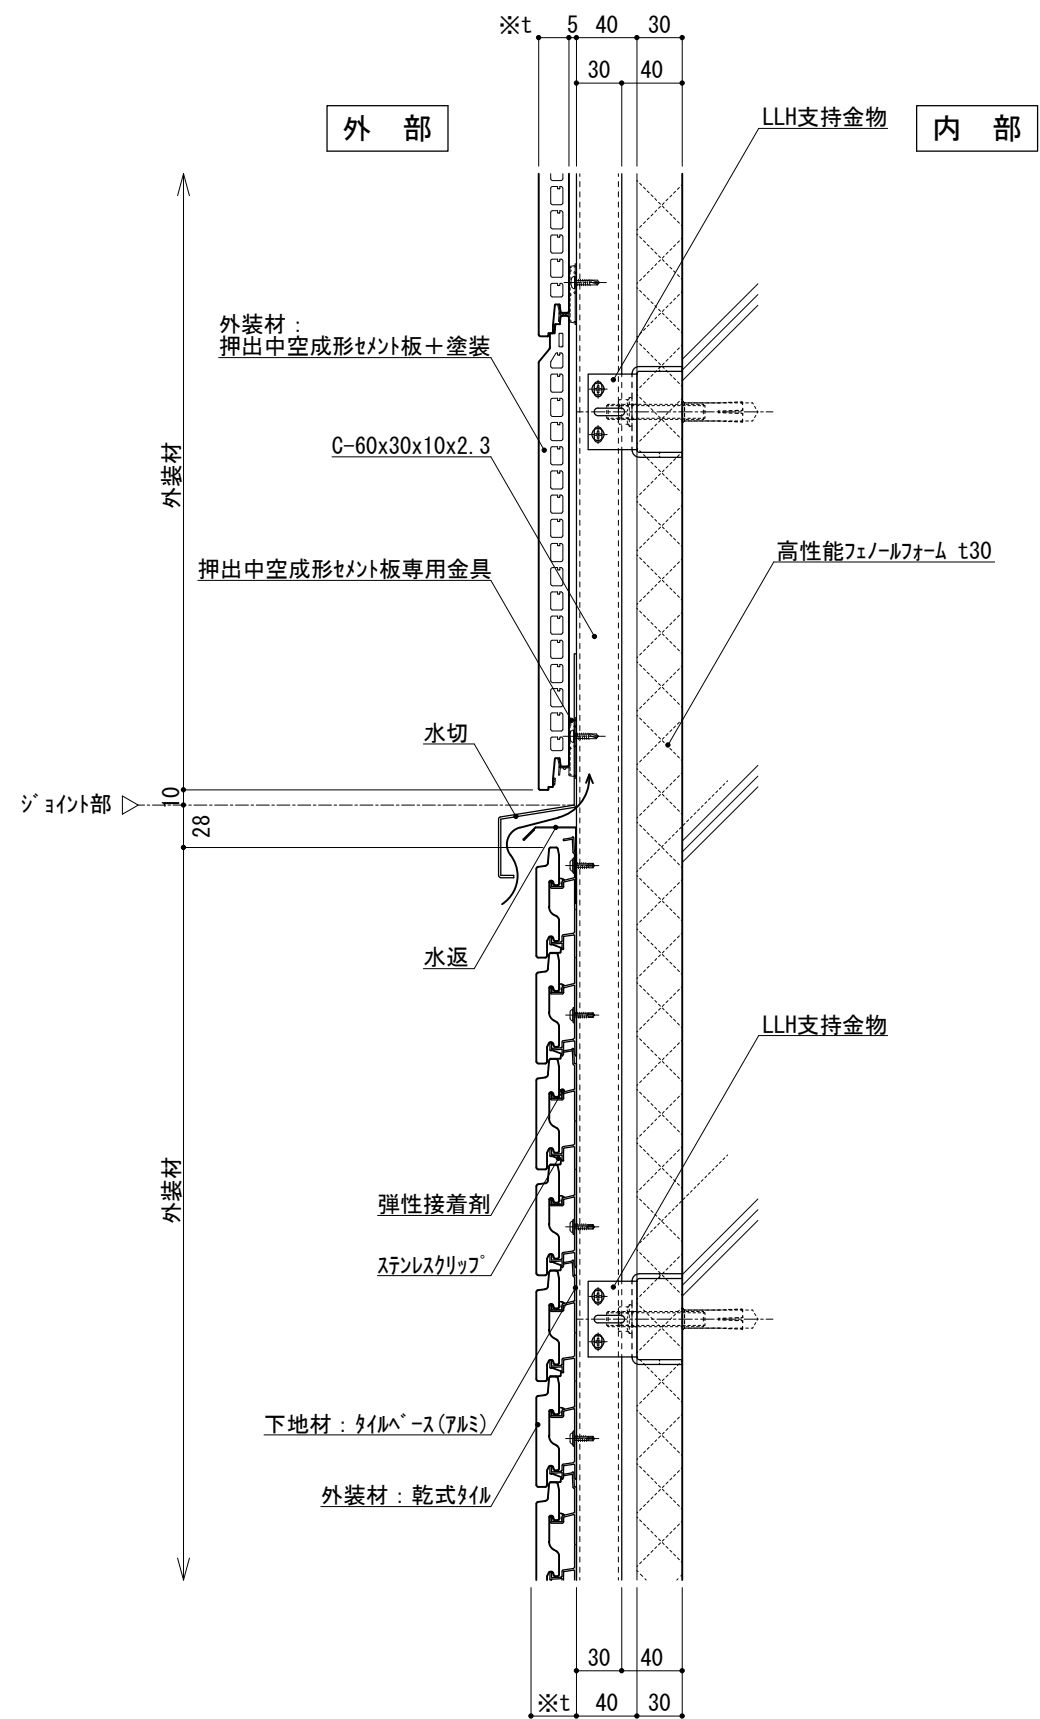 ※t 5 40 30
30 40
外 部
LLH支持金物
内 部
外装材：
押出中空成形ｾﾒﾝﾄ板＋塗装
C-60x30x10x2.3
外装材
高性能ﾌｪﾉｰﾙﾌｫｰﾑ t30
押出中空成形ｾﾒﾝﾄ板専用金具
水切
ｼﾞｮｲﾝﾄ部
10
28
水返
LLH支持金物
外装材
弾性接着剤
ｽﾃﾝﾚｽｸﾘｯﾌﾟ
下地材：ﾀｲﾙﾍﾞｰｽ(ｱﾙﾐ)
外装材：乾式ﾀｲﾙ
30 40
※t 40 30